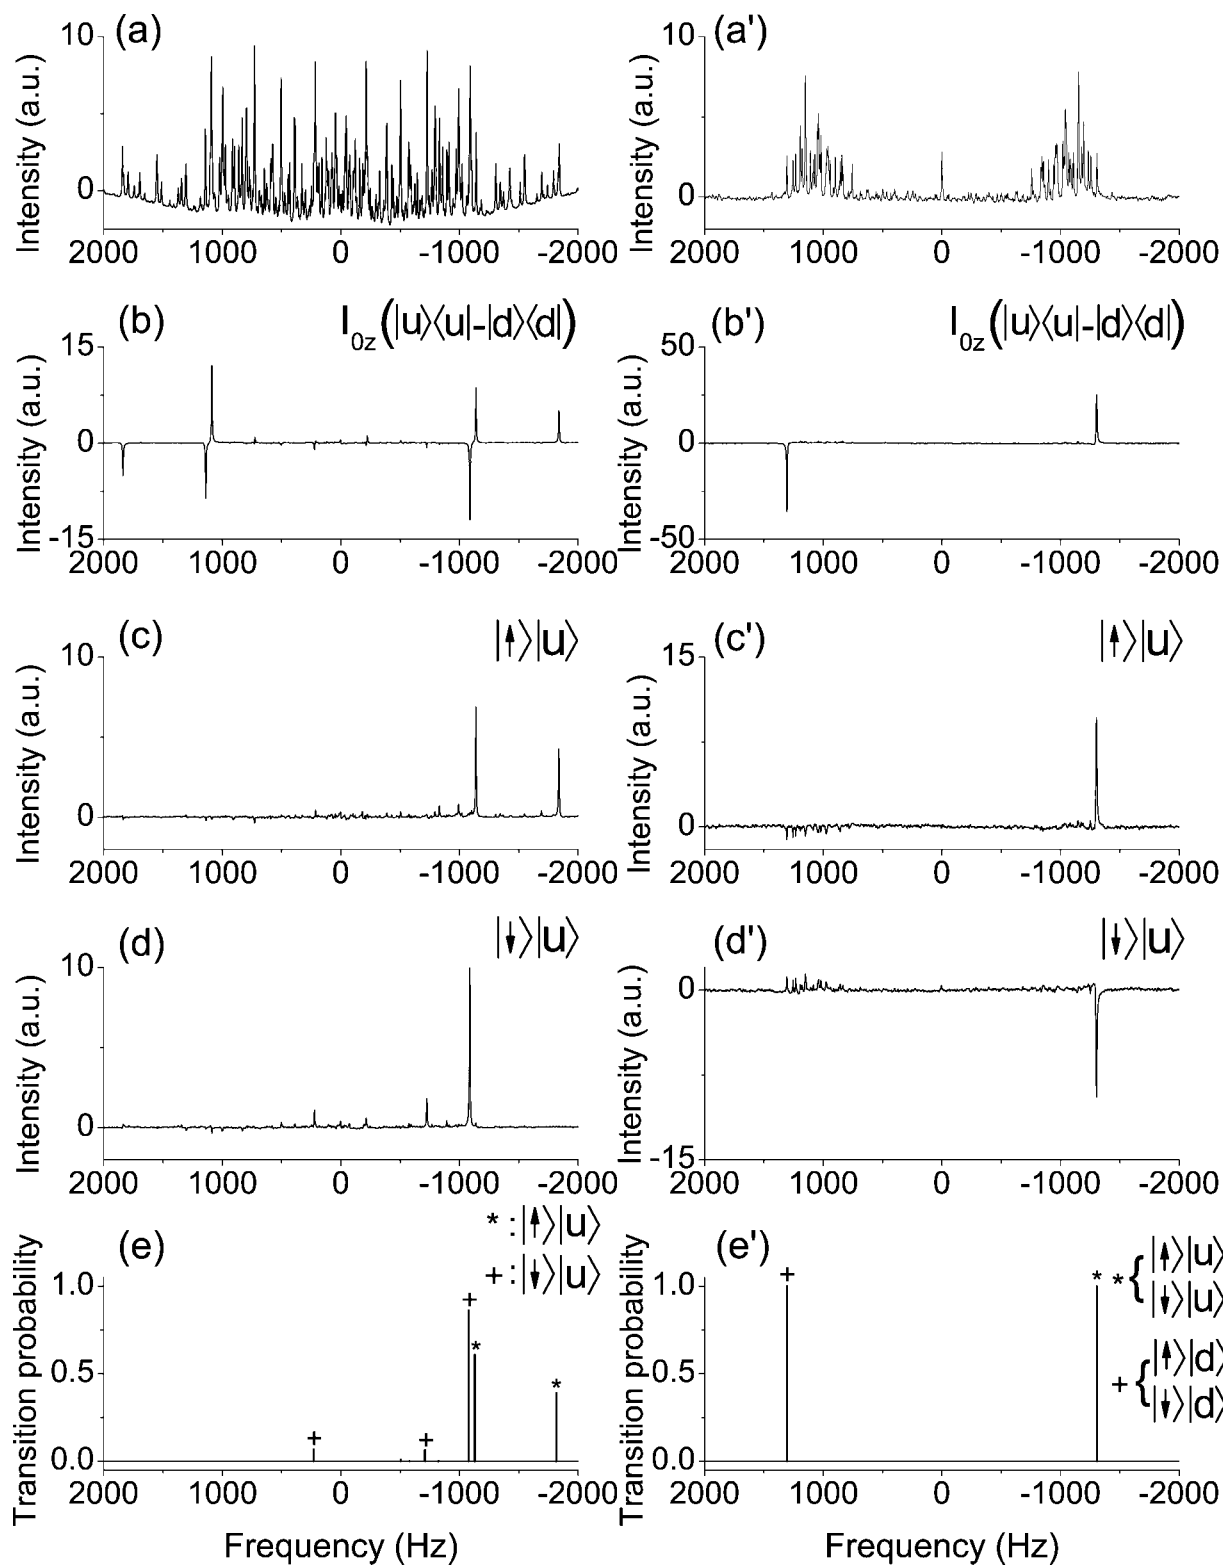 (a)
10
0
Intensity (a.u.)
2000 1000 0 -1000 -2000
(a')
10
0
Intensity (a.u.)
2000 1000 0 -1000 -2000
(b) I0z(|u⟩⟨u|-|d⟩⟨d|)
15
0
-15
Intensity (a.u.)
2000 1000 0 -1000 -2000
(b') I0z(|u⟩⟨u|-|d⟩⟨d|)
50
0
-50
Intensity (a.u.)
2000 1000 0 -1000 -2000
(c) |↑⟩|u⟩
10
0
Intensity (a.u.)
2000 1000 0 -1000 -2000
(c') |↑⟩|u⟩
15
0
Intensity (a.u.)
2000 1000 0 -1000 -2000
(d) |↓⟩|u⟩
10
0
Intensity (a.u.)
2000 1000 0 -1000 -2000
(d') |↓⟩|u⟩
0
-15
Intensity (a.u.)
2000 1000 0 -1000 -2000
(e) * :|↑⟩|u⟩
+ :|↓⟩|u⟩
1.0
0.5
0.0
Transition probability
2000 1000 0 -1000 -2000
Frequency (Hz)
(e') * { |↑⟩|u⟩
|↓⟩|u⟩
+ { |↑⟩|d⟩
|↓⟩|d⟩
1.0
0.5
0.0
Transition probability
2000 1000 0 -1000 -2000
Frequency (Hz)